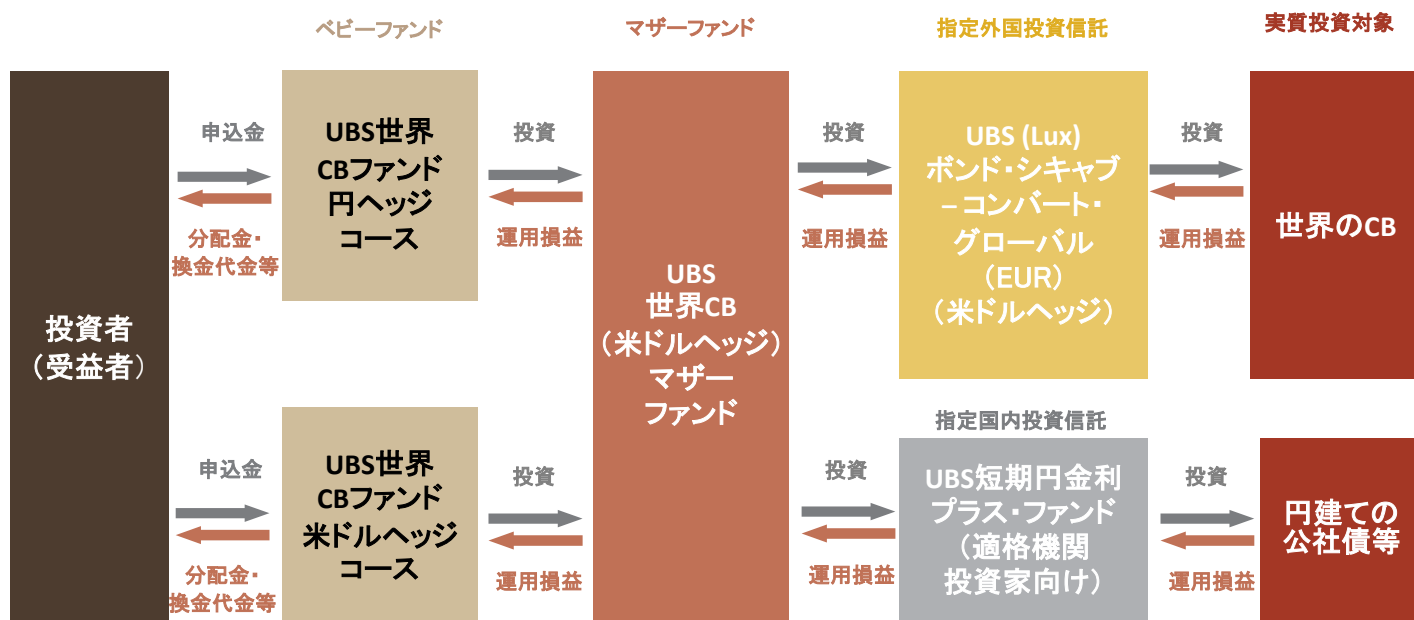 ベビーファンド
マザーファンド
指定外国投資信託
実質投資対象
投資者
（受益者）
申込金
分配金・
換金代金等
UBS世界
CBファンド
円ヘッジ
コース
投資
運用損益
申込金
分配金・
換金代金等
UBS世界
CBファンド
米ドルヘッジ
コース
投資
運用損益
UBS
世界CB
（米ドルヘッジ）
マザー
ファンド
投資
運用損益
UBS (Lux)
ボンド・シキャブ
– コンバート・
グローバル
（EUR）
（米ドルヘッジ）
投資
運用損益
世界のCB
投資
運用損益
指定国内投資信託
UBS短期円金利
プラス・ファンド
（適格機関
投資家向け）
投資
運用損益
円建ての
公社債等